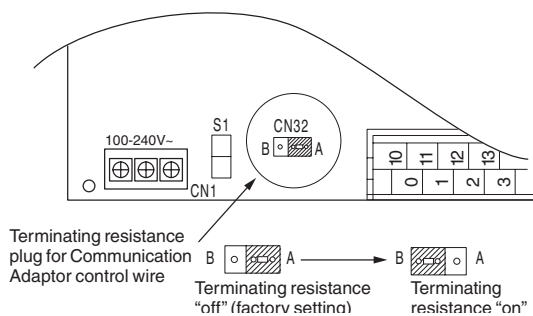 S1
CN32
100-240V~
B A
10 11 12 13
0 1 2 3
CN1
Terminating resistance
plug for Communication
Adaptor control wire
B A
B A
Terminating resistance
"off" (factory setting)
Terminating
resistance "on"